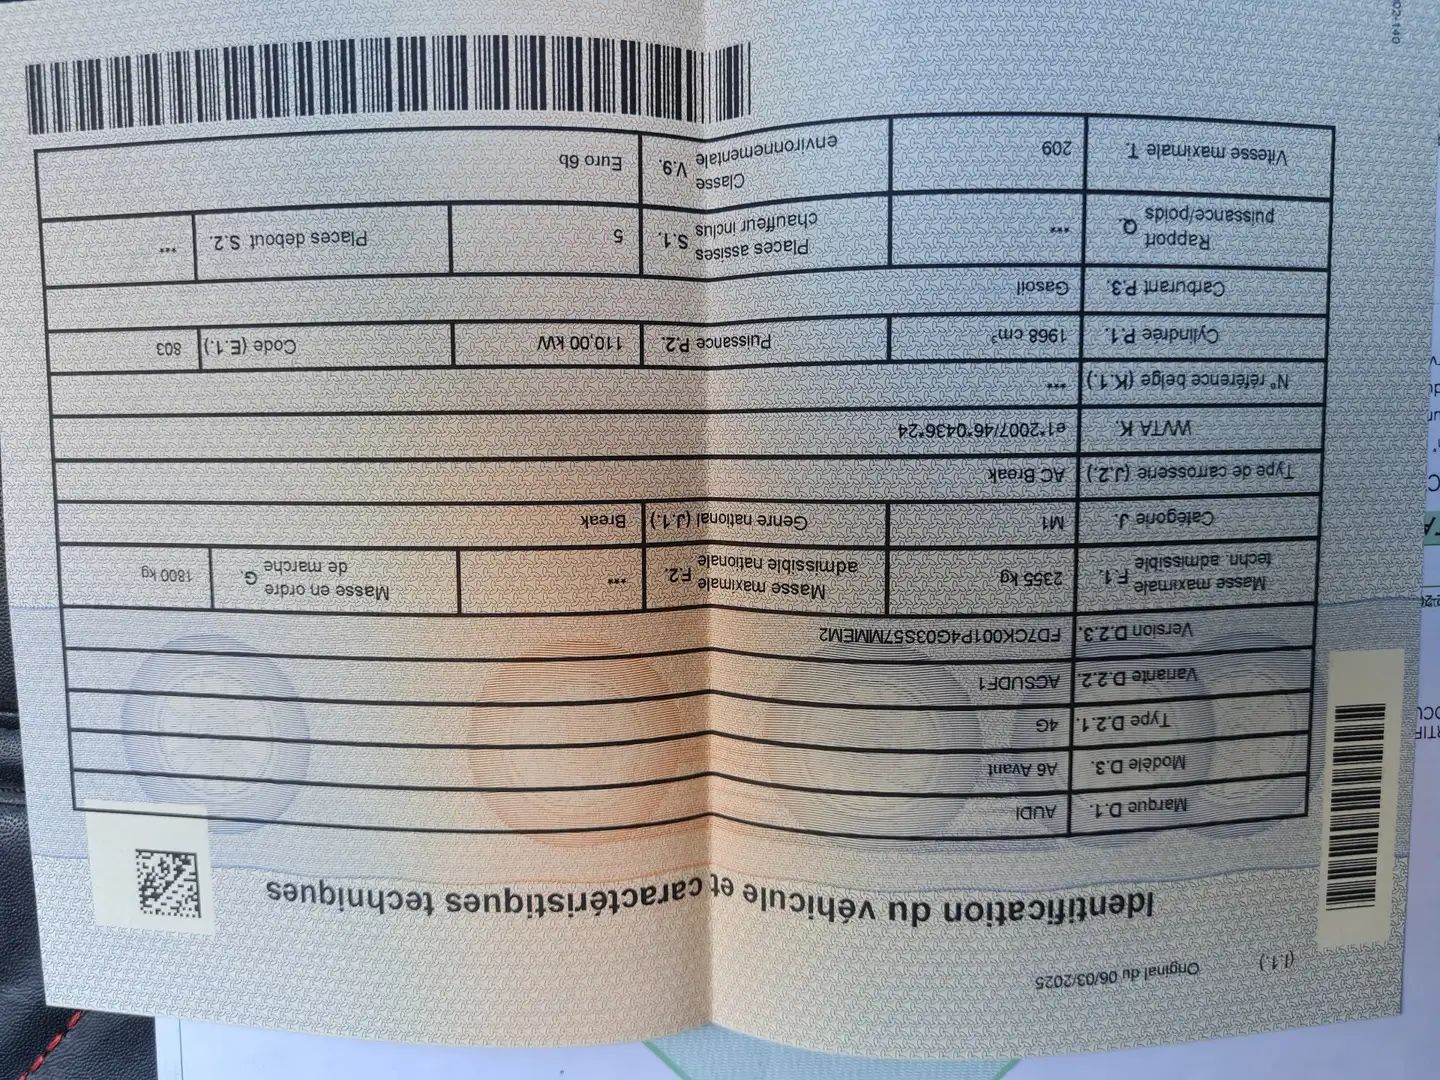 (I.1.) Original du 06/03/2025
Identification du véhicule et caractéristiques techniques
Marque D.1. AUDI
Modèle D.3. A6 Avant
Type D.2.1. 4G
Variante D.2.2. ACSUDF1
Version D.2.3. FD7CK001P4G03S57MMEM2
Masse maximale techn. admissible F.1. 2355 kg Masse maximale admissible nationale F.2. *** Masse en ordre de marche G. 1800 kg
Catégorie J. M1 Genre national (J.1.) Break
Type de carrosserie (J.2.) AC Break
WVTA K. e1*2007/46*0436*24
N° référence belge (K.1.) ***
Cylindrée P.1. 1968 cm³ Puissance P.2. 110,00 kW Code (E.1.) 803
Carburant P.3. Gasoil
Rapport puissance/poids Q. *** Places assises chauffeur inclus S.1. 5 Places debout S.2. ***
Vitesse maximale T. 209 Classe environnementale V.9. Euro 6b